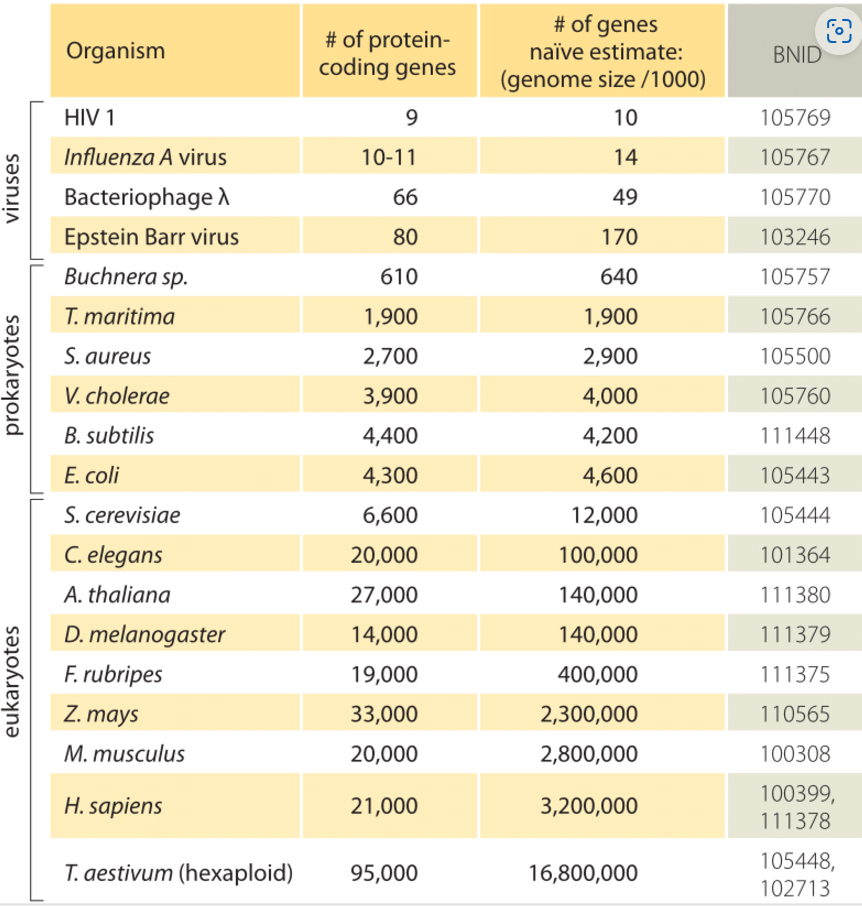 Organism # of protein-coding genes # of genes naïve estimate: (genome size /1000) BNID
viruses
HIV 1 9 10 105769
Influenza A virus 10-11 14 105767
Bacteriophage λ 66 49 105770
Epstein Barr virus 80 170 103246
prokaryotes
Buchnera sp. 610 640 105757
T. maritima 1,900 1,900 105766
S. aureus 2,700 2,900 105500
V. cholerae 3,900 4,000 105760
B. subtilis 4,400 4,200 111448
E. coli 4,300 4,600 105443
eukaryotes
S. cerevisiae 6,600 12,000 105444
C. elegans 20,000 100,000 101364
A. thaliana 27,000 140,000 111380
D. melanogaster 14,000 140,000 111379
F. rubripes 19,000 400,000 111375
Z. mays 33,000 2,300,000 110565
M. musculus 20,000 2,800,000 100308
H. sapiens 21,000 3,200,000 100399, 111378
T. aestivum (hexaploid) 95,000 16,800,000 105448, 102713